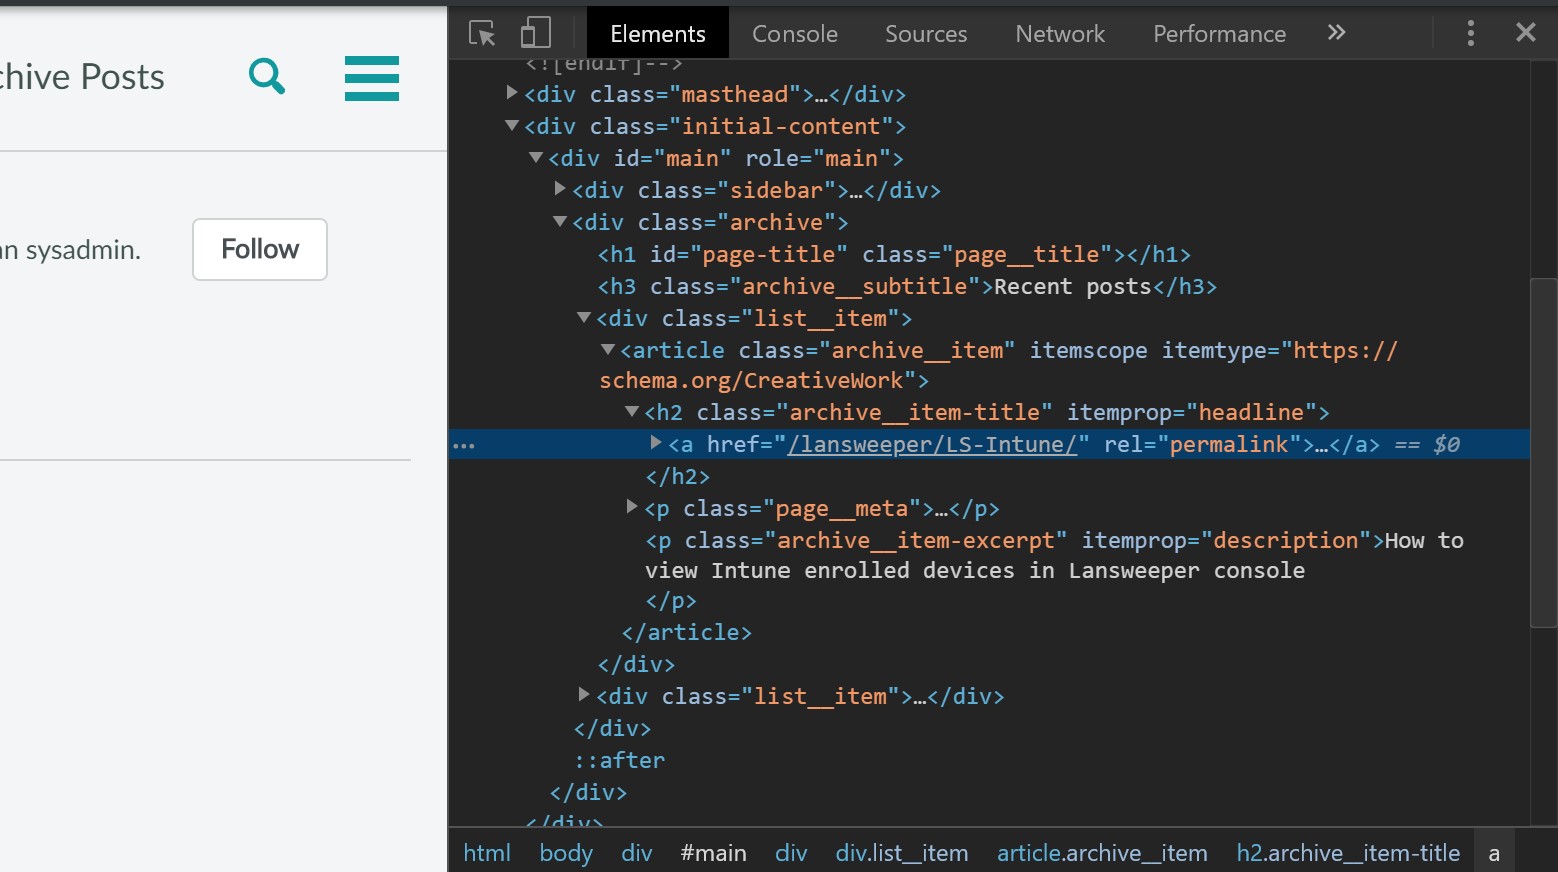 chive Posts
an sysadmin.
Follow
Elements Console Sources Network Performance »
<![endif]-->
<div class="masthead">…</div>
<div class="initial-content">
<div id="main" role="main">
<div class="sidebar">…</div>
<div class="archive">
<h1 id="page-title" class="page__title"></h1>
<h3 class="archive__subtitle">Recent posts</h3>
<div class="list__item">
<article class="archive__item" itemscope itemtype="https://
schema.org/CreativeWork">
<h2 class="archive__item-title" itemprop="headline">
… <a href="/lansweeper/LS-Intune/" rel="permalink">…</a> == $0
</h2>
<p class="page__meta">…</p>
<p class="archive__item-excerpt" itemprop="description">How to
view Intune enrolled devices in Lansweeper console
</p>
</article>
</div>
<div class="list__item">…</div>
</div>
::after
</div>
</div>
html body div #main div div.list__item article.archive__item h2.archive__item-title a